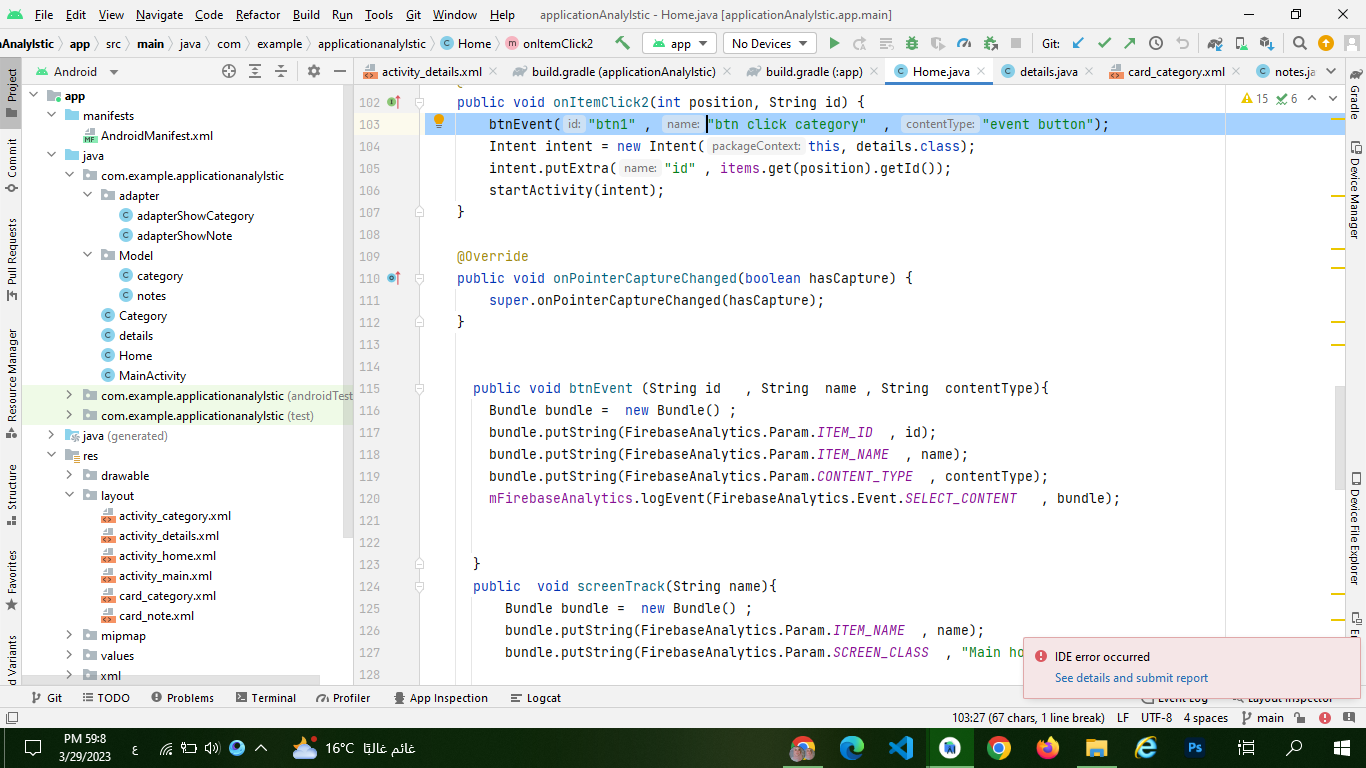 File Edit View Navigate Code Refactor Build Run Tools Git Window Help applicationAnalylstic - Home.java [applicationAnalylstic.app.main]
nAnalylstic app src main java com example applicationanalylstic Home onItemClick2 app No Devices Git:
Android activity_details.xml build.gradle (applicationAnalylstic) build.gradle (:app) Home.java details.java card_category.xml notes.ja
Project
Commit
Pull Requests
Resource Manager
Structure
Favorites
d Variants
app
manifests
AndroidManifest.xml
java
com.example.applicationanalylstic
adapter
adapterShowCategory
adapterShowNote
Model
category
notes
Category
details
Home
MainActivity
com.example.applicationanalylstic (androidTest
com.example.applicationanalylstic (test)
java (generated)
res
drawable
layout
activity_category.xml
activity_details.xml
activity_home.xml
activity_main.xml
card_category.xml
card_note.xml
mipmap
values
xml
15 6
102 public void onItemClick2(int position, String id) {
103 btnEvent( id: "btn1" , name: "btn click category" , contentType: "event button");
104 Intent intent = new Intent( packageContext: this, details.class);
105 intent.putExtra( name: "id" , items.get(position).getId());
106 startActivity(intent);
107 }
108
109 @Override
110 public void onPointerCaptureChanged(boolean hasCapture) {
111 super.onPointerCaptureChanged(hasCapture);
112 }
113
114
115 public void btnEvent (String id , String name , String contentType){
116 Bundle bundle = new Bundle() ;
117 bundle.putString(FirebaseAnalytics.Param.ITEM_ID , id);
118 bundle.putString(FirebaseAnalytics.Param.ITEM_NAME , name);
119 bundle.putString(FirebaseAnalytics.Param.CONTENT_TYPE , contentType);
120 mFirebaseAnalytics.logEvent(FirebaseAnalytics.Event.SELECT_CONTENT , bundle);
121
122
123 }
124 public void screenTrack(String name){
125 Bundle bundle = new Bundle() ;
126 bundle.putString(FirebaseAnalytics.Param.ITEM_NAME , name);
127 bundle.putString(FirebaseAnalytics.Param.SCREEN_CLASS , "Main ho
128
Gradle
Device Manager
Device File Explorer
IDE error occurred
See details and submit report
Git TODO Problems Terminal Profiler App Inspection Logcat Event Log Layout Inspector
103:27 (67 chars, 1 line break) LF UTF-8 4 spaces main
PM 59:8
3/29/2023
ع
16°C غائم غالبًا
Ps